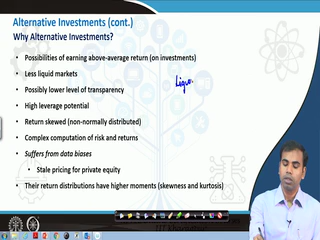 Alternative Investments (cont.)
Why Alternative Investments?
• Possibilities of earning above-average return (on investments)
• Less liquid markets
Liqu
• Possibly lower level of transparency
• High leverage potential
• Return skewed (non-normally distributed)
• Complex computation of risk and returns
• Suffers from data biases
• Stale pricing for private equity
• Their return distributions have higher moments (skewness and kurtosis)